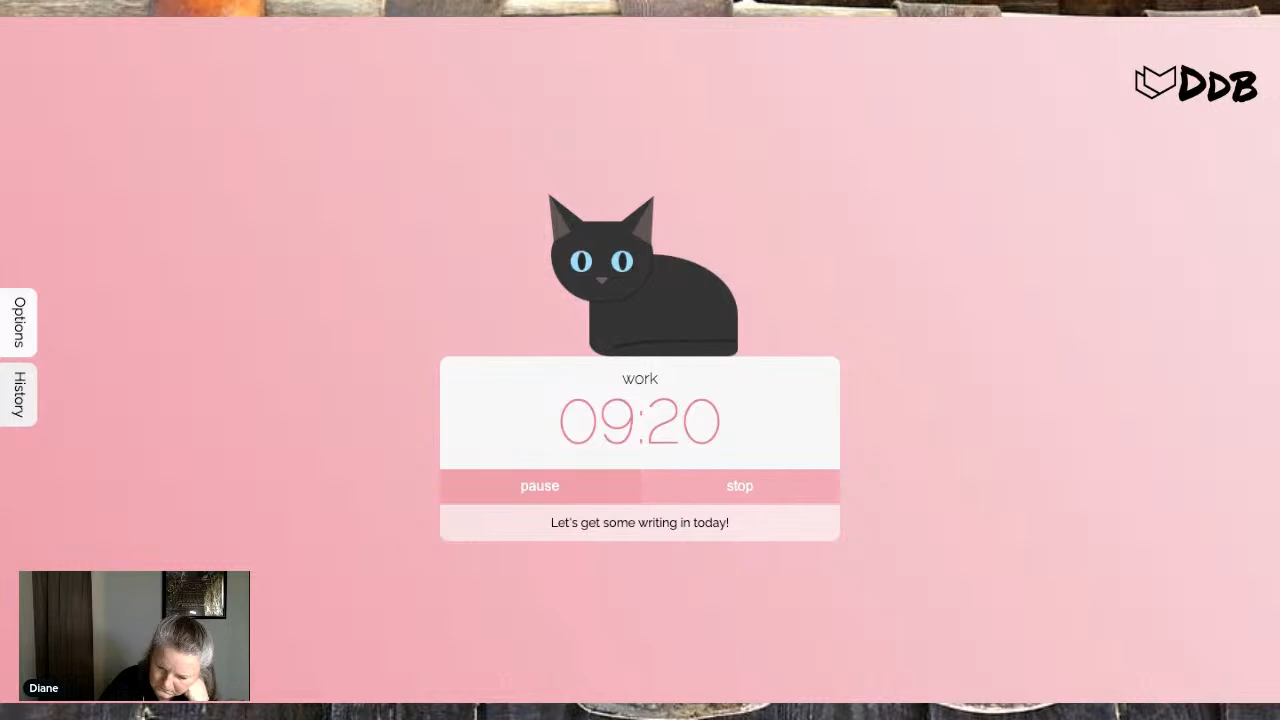 DDB
Options
History
work
09:20
pause
stop
Let's get some writing in today!
Diane